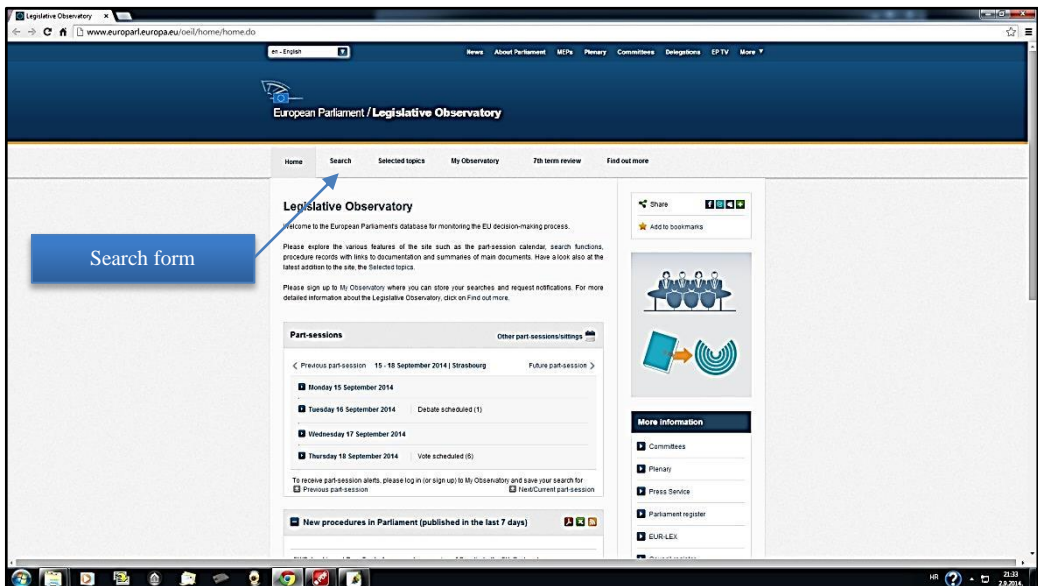 Legislative Observatory
www.europarl.europa.eu/oeil/home/home.do
en - English
News About Parliament MEPs Plenary Committees Delegations EP TV More
European Parliament / Legislative Observatory
Home Search Selected topics My Observatory 7th term review Find out more
Search form
Legislative Observatory
Welcome to the European Parliament's database for monitoring the EU decision-making process.
Please explore the various features of the site such as the part-session calendar, search functions,
procedure records with links to documentation and summaries of main documents. Have a look also at the
latest addition to the site, the Selected topics.
Please sign up to My Observatory where you can store your searches and request notifications. For more
detailed information about the Legislative Observatory, click on Find out more.
Part-sessions
Other part-sessions/sittings
Previous part-session 15 - 18 September 2014 | Strasbourg Future part-session
Monday 15 September 2014
Tuesday 16 September 2014 Debate scheduled (1)
Wednesday 17 September 2014
Thursday 18 September 2014 Vote scheduled (6)
To receive part-session alerts, please log in (or sign up) to My Observatory and save your search for
Previous part-session Next/Current part-session
New procedures in Parliament (published in the last 7 days)
Share
Add to bookmarks
More information
Committees
Plenary
Press Service
Parliament register
EUR-LEX
HR
21:33
2.9.2014.